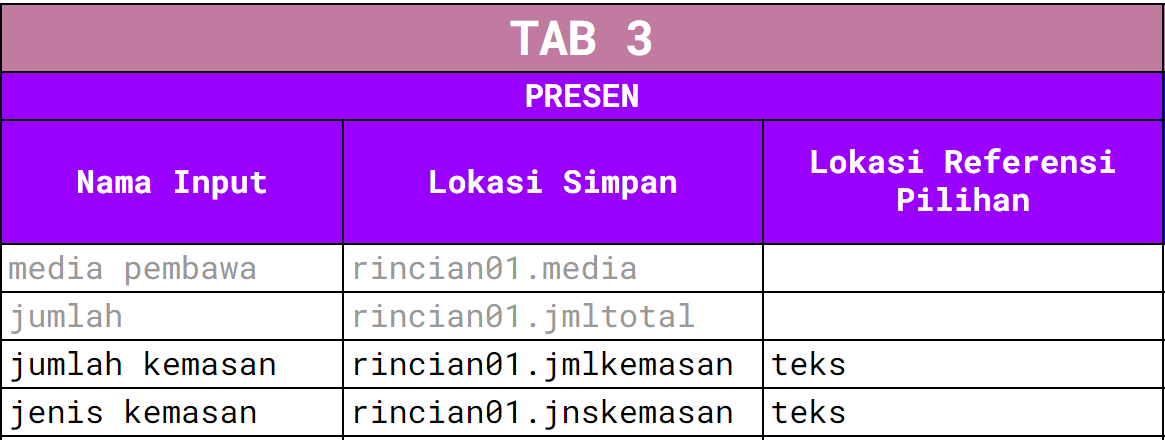 TAB 3
PRESEN
Nama Input
Lokasi Simpan
Lokasi Referensi
Pilihan
media pembawa rincian01.media
jumlah rincian01.jmltotal
jumlah kemasan rincian01.jmlkemasan teks
jenis kemasan rincian01.jnskemasan teks